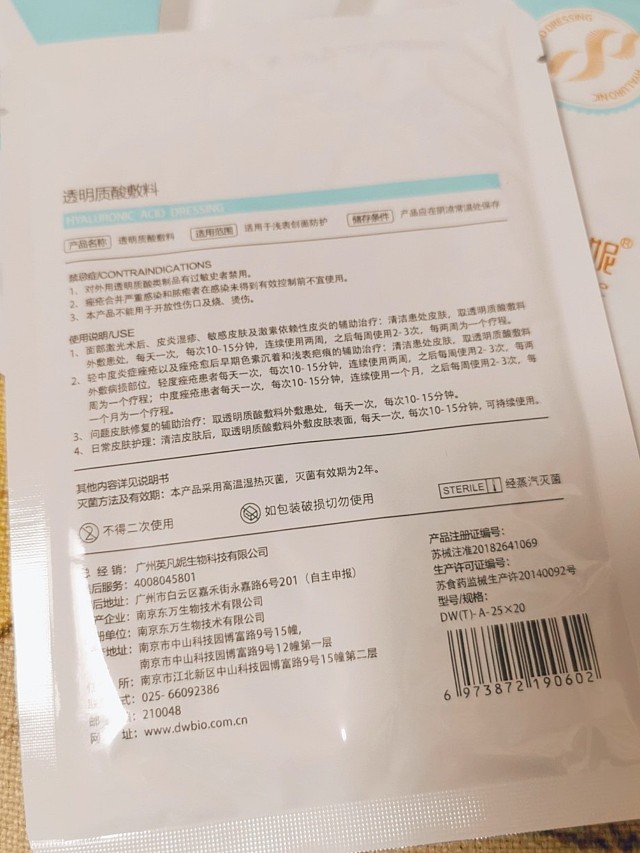 透明质酸敷料
HYALURONIC ACID DRESSING
产品名称 透明质酸敷料 适用范围 适用于浅表创面防护 储存条件 产品自在阴凉常温处保存
禁忌症/CONTRAINDICATIONS
1、对外用透明质酸类制品有过敏史者禁用。
2、痤疮合并严重感和脓疱者在感染未得到有效控制前不宜使用。
3、本产品不能用于开放性伤口及烧、烫伤。
使用说明/USE
1、面部激光术后、皮炎湿疹、敏感皮肤及激素依赖性皮炎的辅助治疗：清洁患处皮肤，取透明质酸敷料
外敷患处，每天一次，每次10-15分钟，连续使用两周，之后每周使用2-3次，每两周为一个疗程。
2、轻中度炎症痤疮以及痤疮愈后早期色素沉着和浅表疤痕的辅助治疗：清洁患处皮肤，取透明质酸敷料
外敷病损部位，轻度痤疮患者每天一次，每次10-15分钟，连续使用两周，之后每周使用2-3次，每两
周为一个疗程；中度痤疮患者每天一次，每次10-15分钟，连续使用一个月，之后每周使用2-3次，每
一个月为一个疗程。
3、问题皮肤修复的辅助治疗：取透明质酸敷料外敷患处，每天一次，每次10-15分钟。
4、日常皮肤护理：清洁皮肤后，取透明质酸敷料外敷皮肤表面，每天一次，每次10-15分钟，可持续使用。
其他内容详见说明书
灭菌方法及有效期：本产品采用高温湿热灭菌，灭菌有效期为2年。
2 不得二次使用 如包装破损切勿使用 STERILE 经蒸汽灭菌
总 经 销：广州英凡妮生物科技有限公司
后服务：4008045801
后地址：广州市白云区嘉禾街永嘉路6号201（自主申报）
产企业：南京东万生物技术有限公司
册单位：南京东万生物技术有限公司
地址：南京市中山科技园博富路9号15幢，
南京市中山科技园博富路9号12幢第一层
所：南京市江北新区中山科技园博富路9号15幢第二层
式：025- 66092386
邮 编：210048
网 址：www.dwbio.com.cn
产品注册证编号：
苏械注准20182641069
生产许可证编号：
苏食药监械生产许20140092号
型号/规格：
DW(T)-A-25×20
6 973872 190602
DRESSING
HYALURONIC
妮®